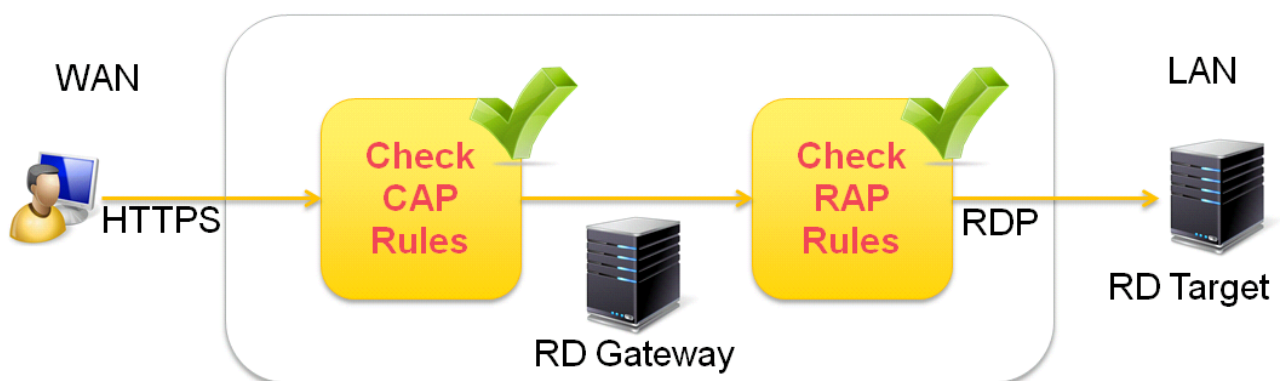 WAN
LAN
Check
CAP
Rules
Check
RAP
Rules
HTTPS
RDP
RD Gateway
RD Target